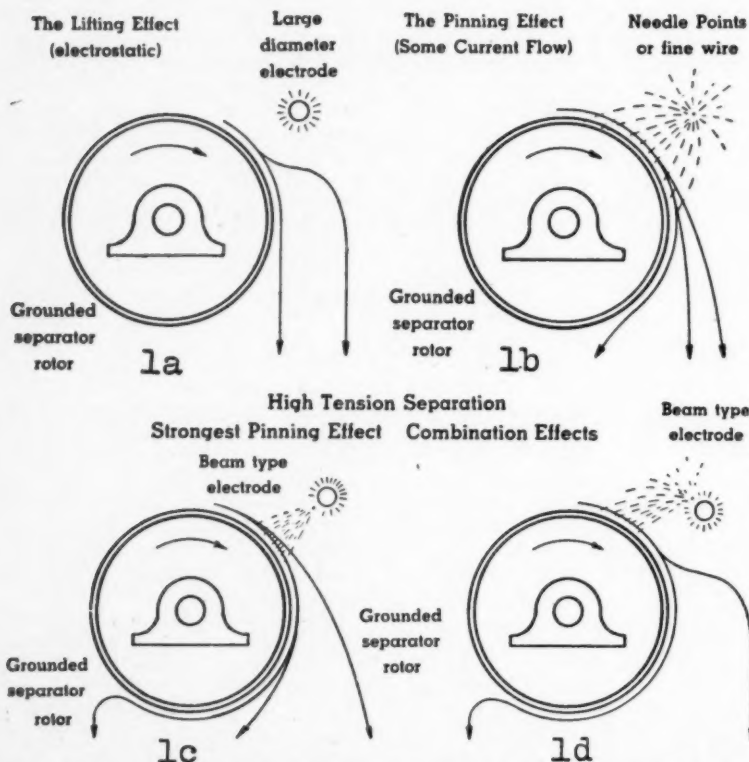 The Lifting Effect
(electrostatic)
Large
diameter
electrode
Grounded
separator
rotor
1a
The Pinning Effect
(Some Current Flow)
Needle Points
or fine wire
Grounded
separator
rotor
1b
High Tension Separation
Strongest Pinning Effect
Beam type
electrode
Grounded
separator
rotor
1c
Combination Effects
Beam type
electrode
Grounded
separator
rotor
1d